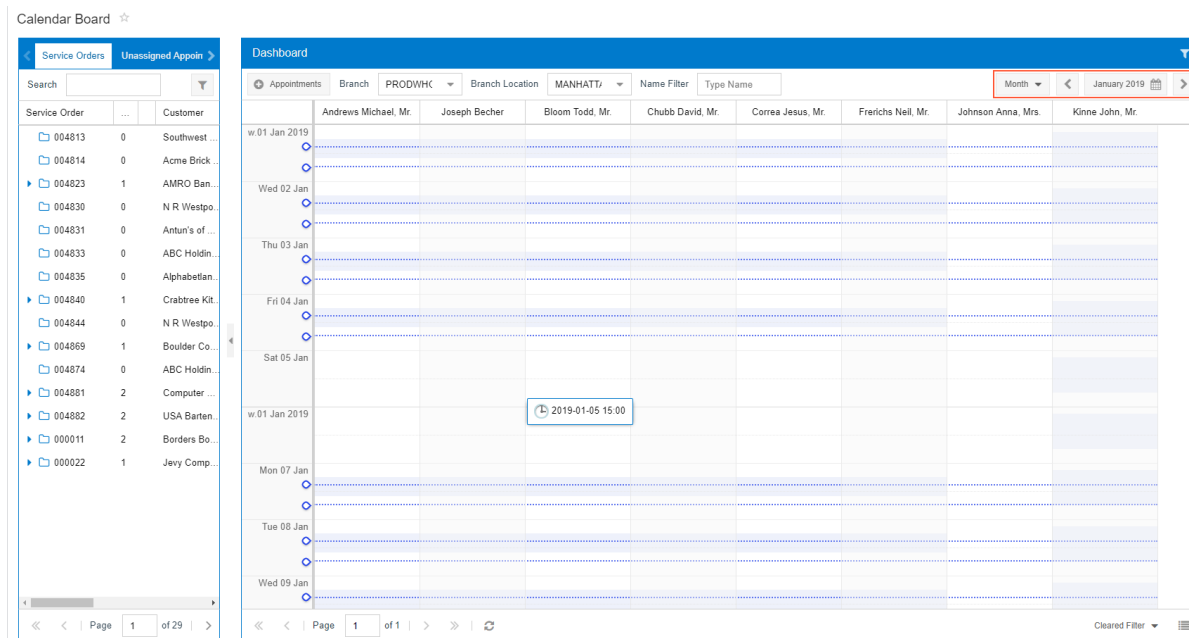 Calendar Board
Service Orders Unassigned Appoin
Search
Service Order ... Customer
004813 0 Southwest ...
004814 0 Acme Brick ...
004823 1 AMRO Ban...
004830 0 N R Westpo...
004831 0 Antun's of ...
004833 0 ABC Holdin...
004835 0 Alphabetlan...
004840 1 Crabtree Kit...
004844 0 N R Westpo...
004869 1 Boulder Co...
004874 0 ABC Holdin...
004881 2 Computer ...
004882 2 USA Barten...
000011 2 Borders Bo...
000022 1 Jevy Comp...
Page 1 of 29
Dashboard
Appointments Branch PRODWH Branch Location MANHATT Name Filter Type Name Month January 2019
Andrews Michael, Mr. Joseph Becher Bloom Todd, Mr. Chubb David, Mr. Correa Jesus, Mr. Frerichs Neil, Mr. Johnson Anna, Mrs. Kinne John, Mr.
w.01 Jan 2019
Wed 02 Jan
Thu 03 Jan
Fri 04 Jan
Sat 05 Jan
w.01 Jan 2019 2019-01-05 15:00
Mon 07 Jan
Tue 08 Jan
Wed 09 Jan
Page 1 of 1 Cleared Filter